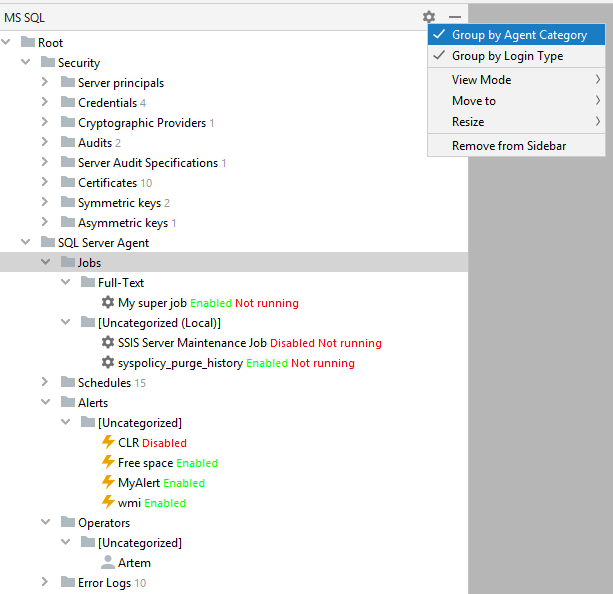 MS SQL
Root
Security
Server principals
Credentials 4
Cryptographic Providers 1
Audits 2
Server Audit Specifications 1
Certificates 10
Symmetric keys 2
Asymmetric keys 1
SQL Server Agent
Jobs
Full-Text
My super job Enabled Not running
[Uncategorized (Local)]
SSIS Server Maintenance Job Disabled Not running
syspolicy_purge_history Enabled Not running
Schedules 15
Alerts
[Uncategorized]
CLR Disabled
Free space Enabled
MyAlert Enabled
wmi Enabled
Operators
[Uncategorized]
Artem
Error Logs 10
Group by Agent Category
Group by Login Type
View Mode
Move to
Resize
Remove from Sidebar